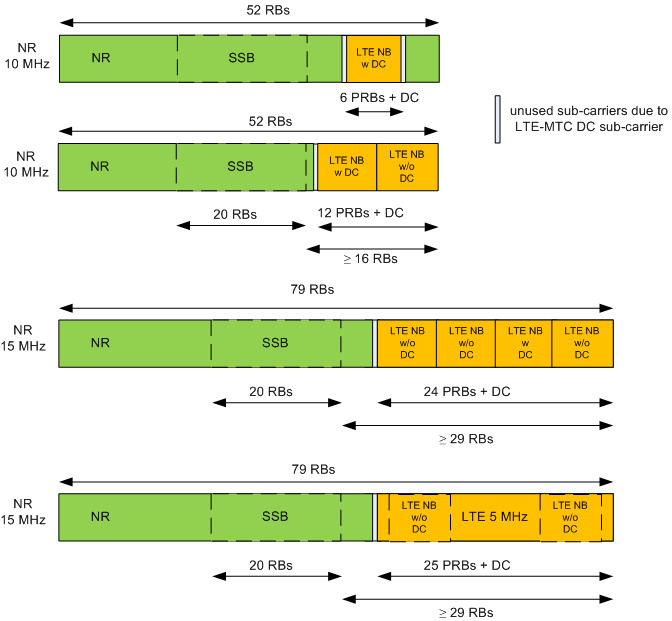 52 RBs
NR
10 MHz
NR
SSB
LTE NB
w DC
6 PRBs + DC
unused sub-carriers due to
LTE-MTC DC sub-carrier
52 RBs
NR
10 MHz
NR
SSB
LTE NB
w DC
LTE NB
w/o
DC
20 RBs
12 PRBs + DC
≥ 16 RBs
79 RBs
NR
15 MHz
NR
SSB
LTE NB
w/o
DC
LTE NB
w/o
DC
LTE NB
w
DC
LTE NB
w/o
DC
20 RBs
24 PRBs + DC
≥ 29 RBs
79 RBs
NR
15 MHz
NR
SSB
LTE NB
w/o
DC
LTE 5 MHz
LTE NB
w/o
DC
20 RBs
25 PRBs + DC
≥ 29 RBs